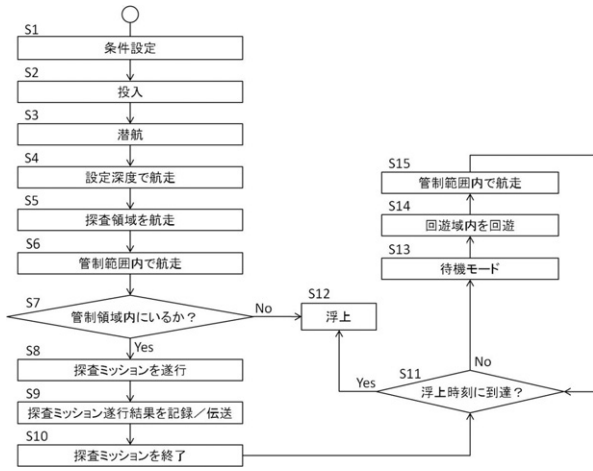 S1
条件設定
S2
投入
S3
潜航
S4
設定深度で航走
S5
探査領域を航走
S6
管制範囲内で航走
S7
管制領域内にいるか？
No
Yes
S8
探査ミッションを遂行
S9
探査ミッション遂行結果を記録／伝送
S10
探査ミッションを終了
S11
浮上時刻に到達？
Yes
No
S12
浮上
S13
待機モード
S14
回遊域内を回遊
S15
管制範囲内で航走